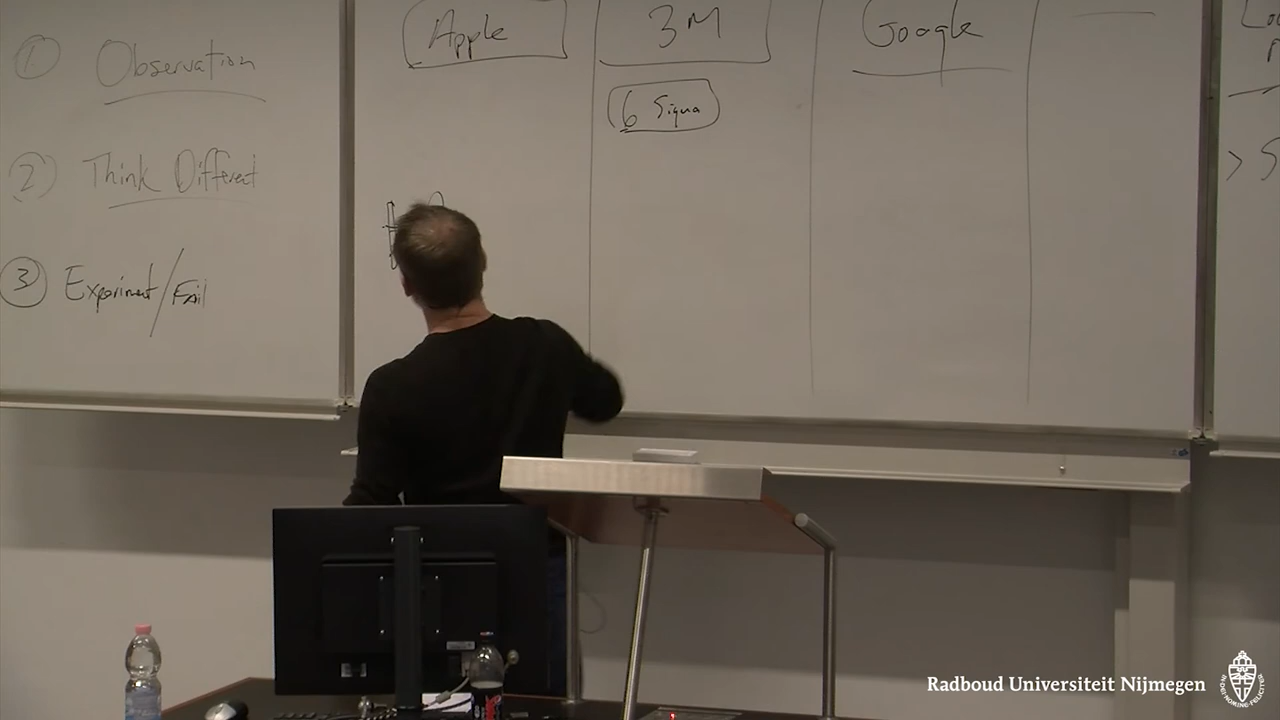 1. Observation
2 Think Different
3 Experiment/Fail
Apple
3M
6 Sigma
Google
> S
Radboud Universiteit Nijmegen